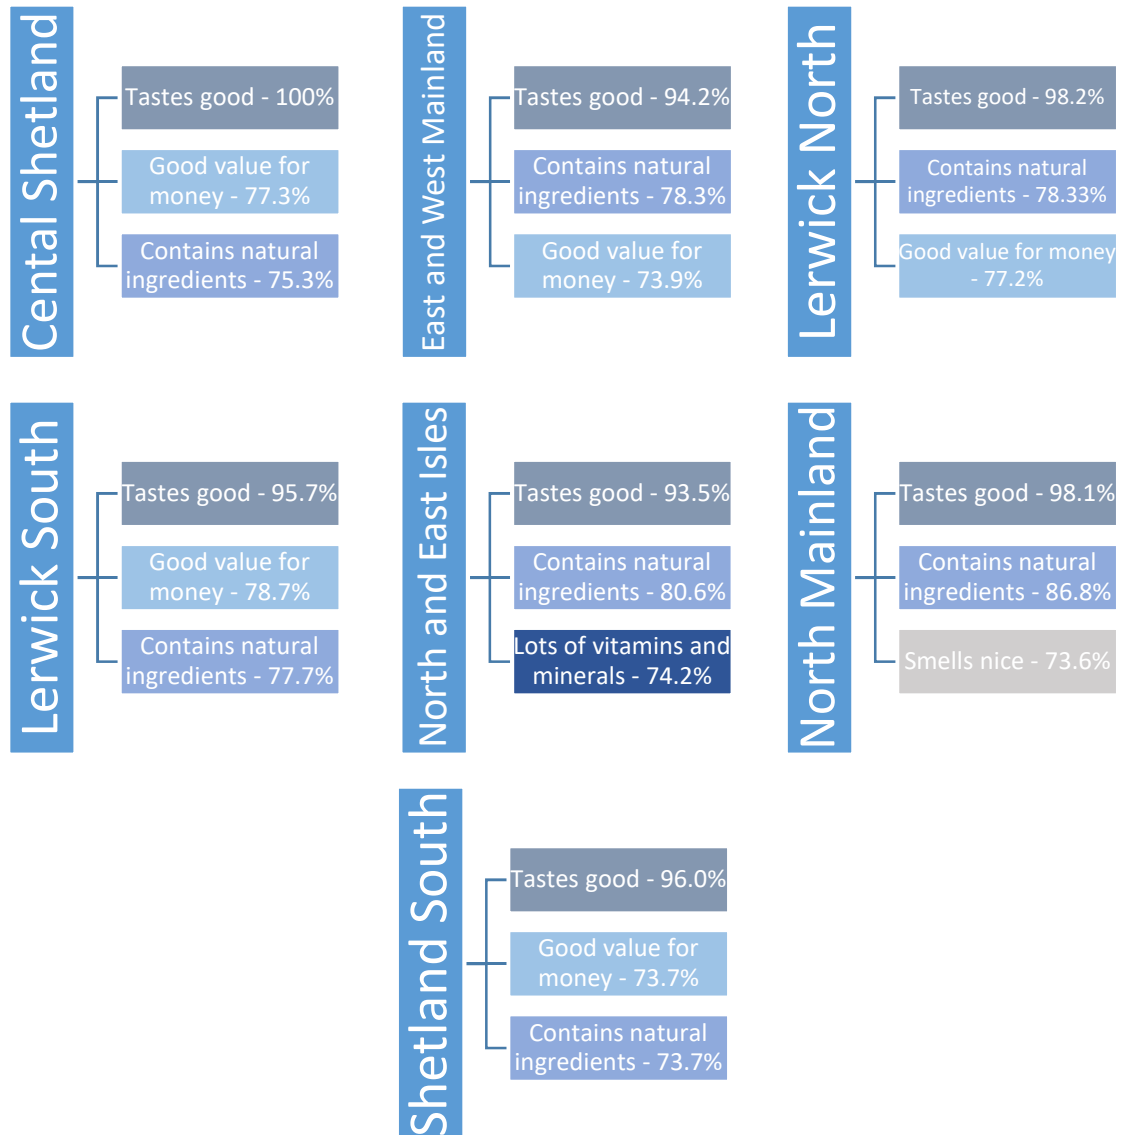 Cental Shetland
Tastes good - 100%
Good value for
money - 77.3%
Contains natural
ingredients - 75.3%
East and West Mainland
Tastes good - 94.2%
Contains natural
ingredients - 78.3%
Good value for
money - 73.9%
Lerwick North
Tastes good - 98.2%
Contains natural
ingredients - 78.33%
Good value for money
- 77.2%
Lerwick South
Tastes good - 95.7%
Good value for
money - 78.7%
Contains natural
ingredients - 77.7%
North and East Isles
Tastes good - 93.5%
Contains natural
ingredients - 80.6%
Lots of vitamins and
minerals - 74.2%
North Mainland
Tastes good - 98.1%
Contains natural
ingredients - 86.8%
Smells nice - 73.6%
Shetland South
Tastes good - 96.0%
Good value for
money - 73.7%
Contains natural
ingredients - 73.7%